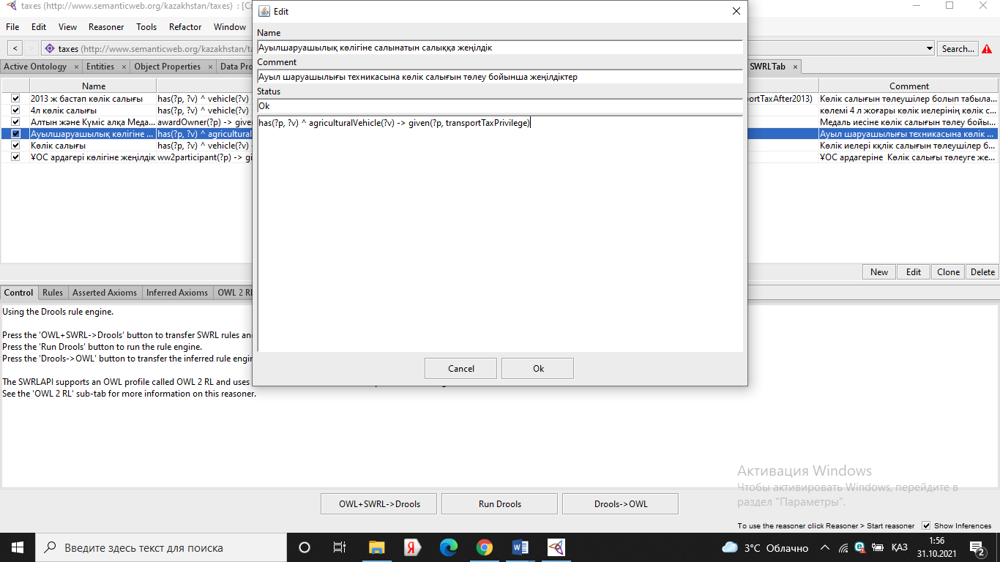 taxes (http://www.semanticweb.org/kazakhstan/taxes) : [C:
File Edit View Reasoner Tools Refactor Window
< > taxes (http://www.semanticweb.org/kazakhstan/ta Search...
Active Ontology × Entities × Object Properties × Data Pro SWRLTab ×
Name Comment
2013 ж бастап көлік салығы has(?p, ?v) ^ vehicle(?v) ortTaxAfter2013) Көлік салығын төлеушілер болып табыла...
4л көлік салығы has(?p, ?v) ^ vehicle(?v) көлемі 4 л жоғары көлік иелерінің көлік с...
Алтын және Күміс алқа Меда... awardOwner(?p) -> given Медаль иесіне көлік салығын төлеу бойы...
Ауылшаруашылық көлігіне ... has(?p, ?v) ^ agricultural Ауыл шаруашылығы техникасына көлік ...
Көлік салығы has(?p, ?v) ^ vehicle(?v) Көлік иелері кқлік салығын төлеушілер б...
ҰОС ардагері көлігіне жеңілдік ww2participant(?p) -> gi ҰОС ардагеріне Көлік салығы төлеуге же...
Edit
Name
Ауылшаруашылық көлігіне салынатын салыққа жеңілдік
Comment
Ауыл шаруашылығы техникасына көлік салығын төлеу бойынша жеңілдіктер
Status
Ok
has(?p, ?v) ^ agriculturalVehicle(?v) -> given(?p, transportTaxPrivilege)
Cancel Ok
New Edit Clone Delete
Control Rules Asserted Axioms Inferred Axioms OWL 2 RL
Using the Drools rule engine.
Press the 'OWL+SWRL->Drools' button to transfer SWRL rules and
Press the 'Run Drools' button to run the rule engine.
Press the 'Drools->OWL' button to transfer the inferred rule engin
The SWRLAPI supports an OWL profile called OWL 2 RL and uses
See the 'OWL 2 RL' sub-tab for more information on this reasoner.
OWL+SWRL->Drools Run Drools Drools->OWL
Активация Windows
Чтобы активировать Windows, перейдите в
раздел "Параметры".
To use the reasoner click Reasoner > Start reasoner Show Inferences
Введите здесь текст для поиска
3°C Облачно ҚАЗ 1:56
31.10.2021 2